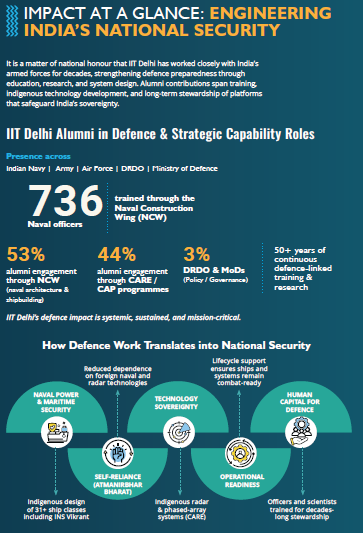 IMPACT AT A GLANCE: ENGINEERING
INDIA'S NATIONAL SECURITY
It is a matter of national honour that IIT Delhi has worked closely with India's
armed forces for decades, strengthening defence preparedness through
education, research, and system design. Alumni contributions span training,
Indigenous technology development, and long-term stewardship of platforms
that safeguard India's sovereignty.
IIT Delhi Alumni in Defence & Strategic Capability Roles
Presence across
Indian Navy | Army | Air Force | DRDO | Ministry of Defence
736
Naval officers
trained through the
Naval Construction
Wing (NCW)
53%
alumni engagement
through NCW
(naval architecture &
shipbuilding)
44%
alumni engagement
through CARE /
CAP programmes
3%
DRDO & MoDs
(Policy / Governance)
50+ years of
continuous
defence-linked
training &
research
IIT Delhi's defence impact is systemic, sustained, and mission-critical.
How Defence Work Translates into National Security
Reduced dependence
on foreign naval and
radar technologies
Lifecycle support
ensures ships and
systems remain
combat-ready
NAVAL POWER
& MARITIME
SECURITY
TECHNOLOGY
SOVEREIGNTY
HUMAN
CAPITAL FOR
DEFENCE
SELF-RELIANCE
(ATMANIRBHAR
BHARAT)
OPERATIONAL
READINESS
Indigenous design
of 31+ ship classes
including INS Vikrant
Indigenous radar
& phased-array
systems (CARE)
Officers and scientists
trained for decades-
long stewardship